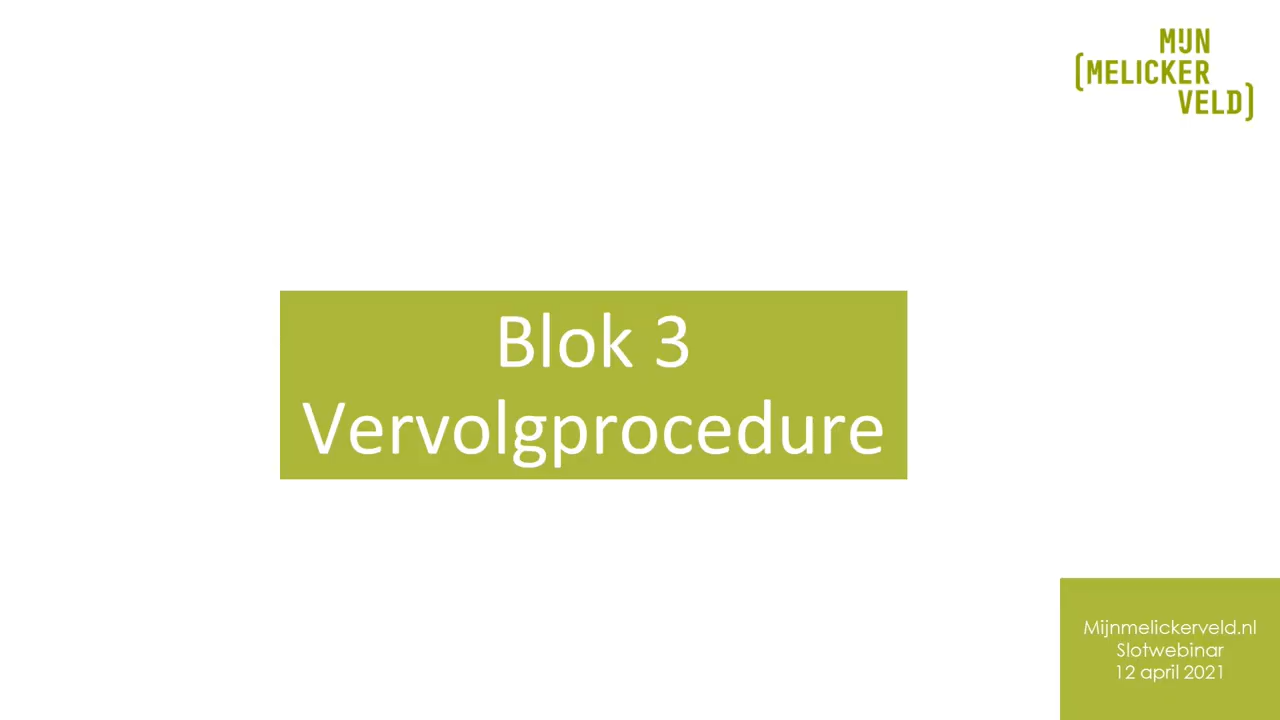 MIJN
(MELICKER
VELD)
Blok 3
Vervolgprocedure
Mijnmelickerveld.nl
Slotwebinar
12 april 2021